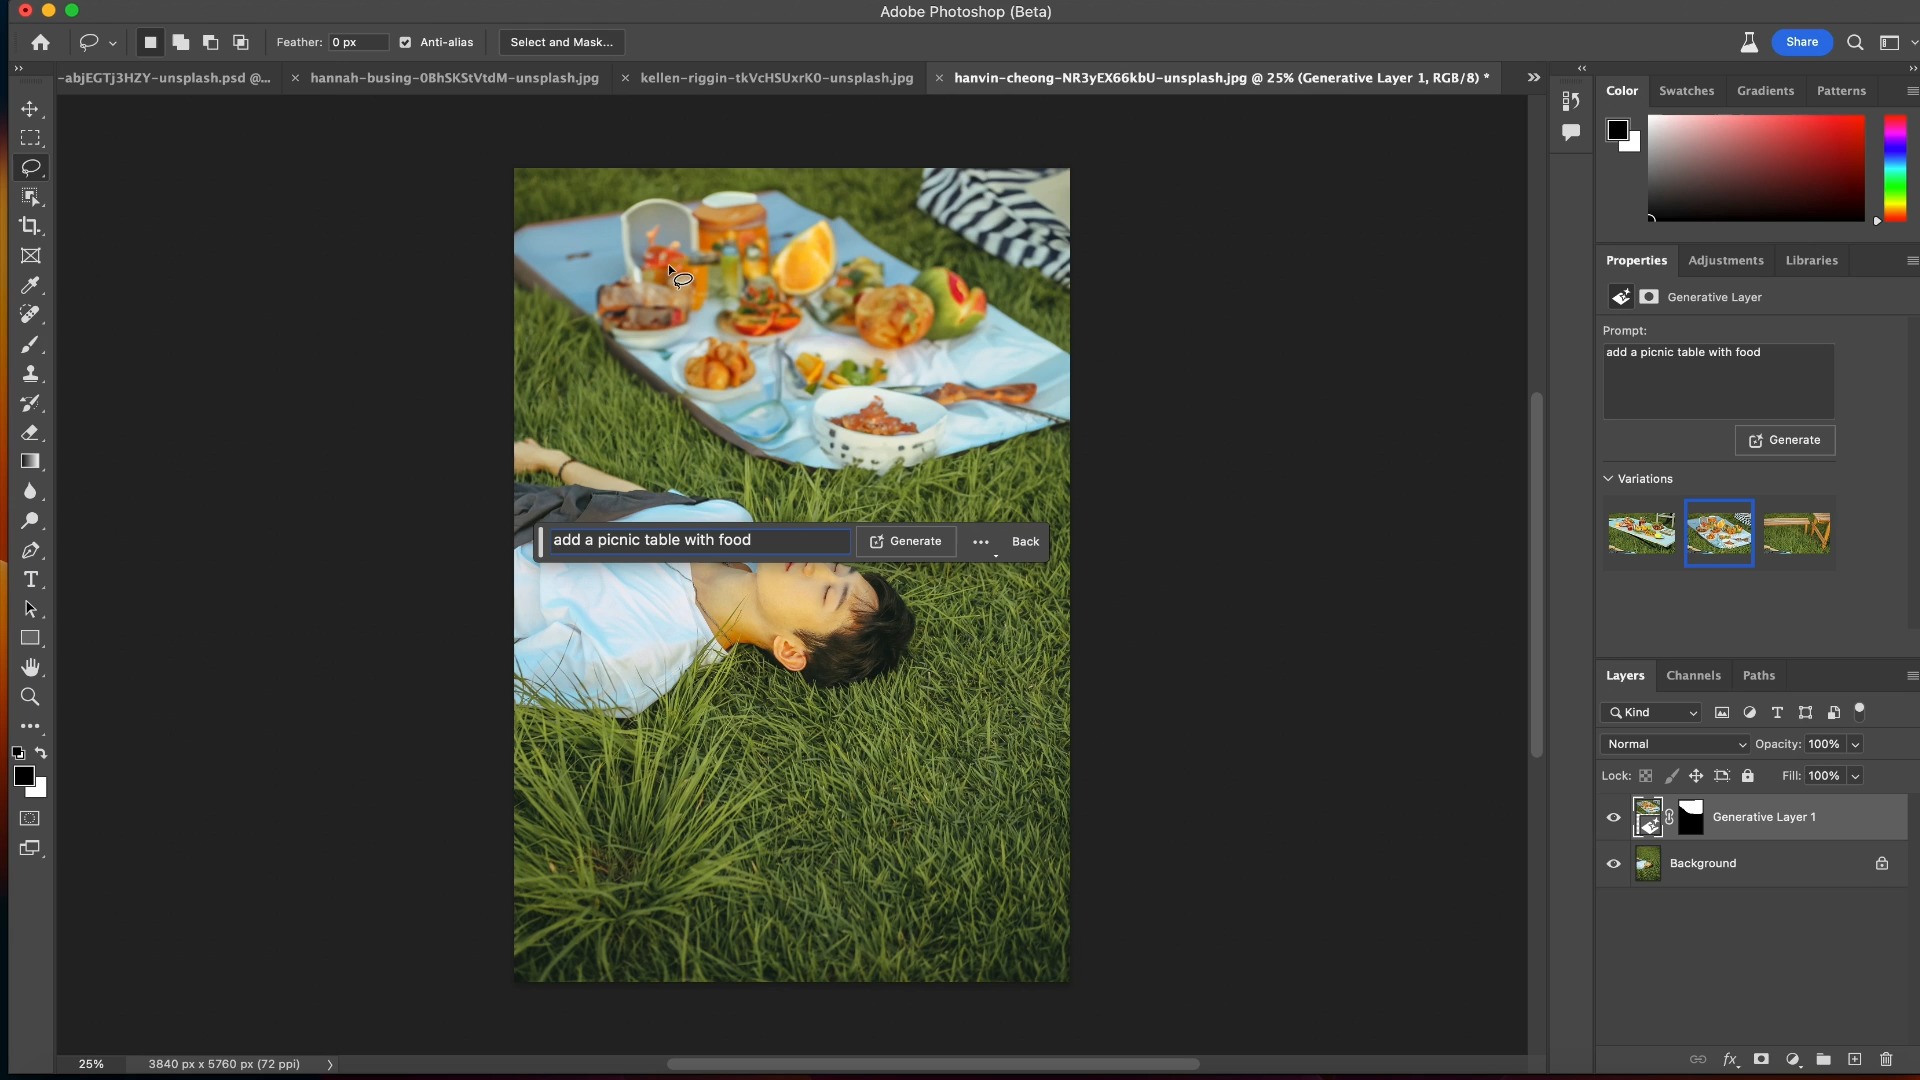 Adobe Photoshop (Beta)
Feather: 0 px Anti-alias Select and Mask... Share
-abjEGTj3HZY-unsplash.psd @... × hannah-busing-0BhSKStVtdM-unsplash.jpg × kellen-riggin-tkVcHSUxrK0-unsplash.jpg × hanvin-cheong-NR3yEX66kbU-unsplash.jpg @ 25% (Generative Layer 1, RGB/8) *
Color Swatches Gradients Patterns
Properties Adjustments Libraries
Generative Layer
Prompt:
add a picnic table with food
Generate
Variations
add a picnic table with food Generate ... Back
Layers Channels Paths
Kind
Normal Opacity: 100%
Lock: Fill: 100%
Generative Layer 1
Background
fx
25% 3840 px x 5760 px (72 ppi)